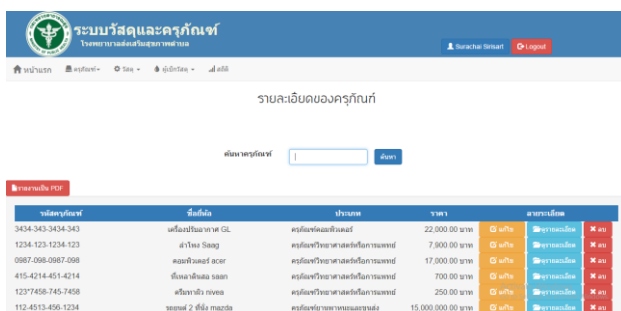 ระบบวัสดุและครุภัณฑ์
โรงพยาบาลส่งเสริมสุขภาพตำบล
Surachai Sinsart Logout
หน้าแรก ครุภัณฑ์ วัสดุ ผู้เบิกวัสดุ สถิติ
รายละเอียดของครุภัณฑ์
ค้นหาครุภัณฑ์ ค้นหา
รายงานเป็น PDF
รหัสครุภัณฑ์ ชื่อยี่ห้อ ประเภท ราคา ลายระเอียด
3434-343-3434-343 เครื่องปรับอากาศ GL ครุภัณฑ์คอมพิวเตอร์ 22,000.00 บาท แก้ไข ดูรายละเอียด ลบ
1234-123-1234-123 ลำโพง Saag ครุภัณฑ์วิทยาศาสตร์หรือการแพทย์ 7,900.00 บาท แก้ไข ดูรายละเอียด ลบ
0987-098-0987-098 คอมพิวเตอร์ acer ครุภัณฑ์วิทยาศาสตร์หรือการแพทย์ 17,000.00 บาท แก้ไข ดูรายละเอียด ลบ
415-4214-451-4214 ที่เหลาดินสอ saan ครุภัณฑ์วิทยาศาสตร์หรือการแพทย์ 700.00 บาท แก้ไข ดูรายละเอียด ลบ
123*7458-745-7458 ครีมทาผิว nivea ครุภัณฑ์วิทยาศาสตร์หรือการแพทย์ 250.00 บาท แก้ไข ดูรายละเอียด ลบ
112-4513-456-1234 รถยนต์ 2 ที่นั่ง mazda ครุภัณฑ์ยานพาหนะและขนส่ง 15,000,000.00 บาท แก้ไข ดูรายละเอียด ลบ